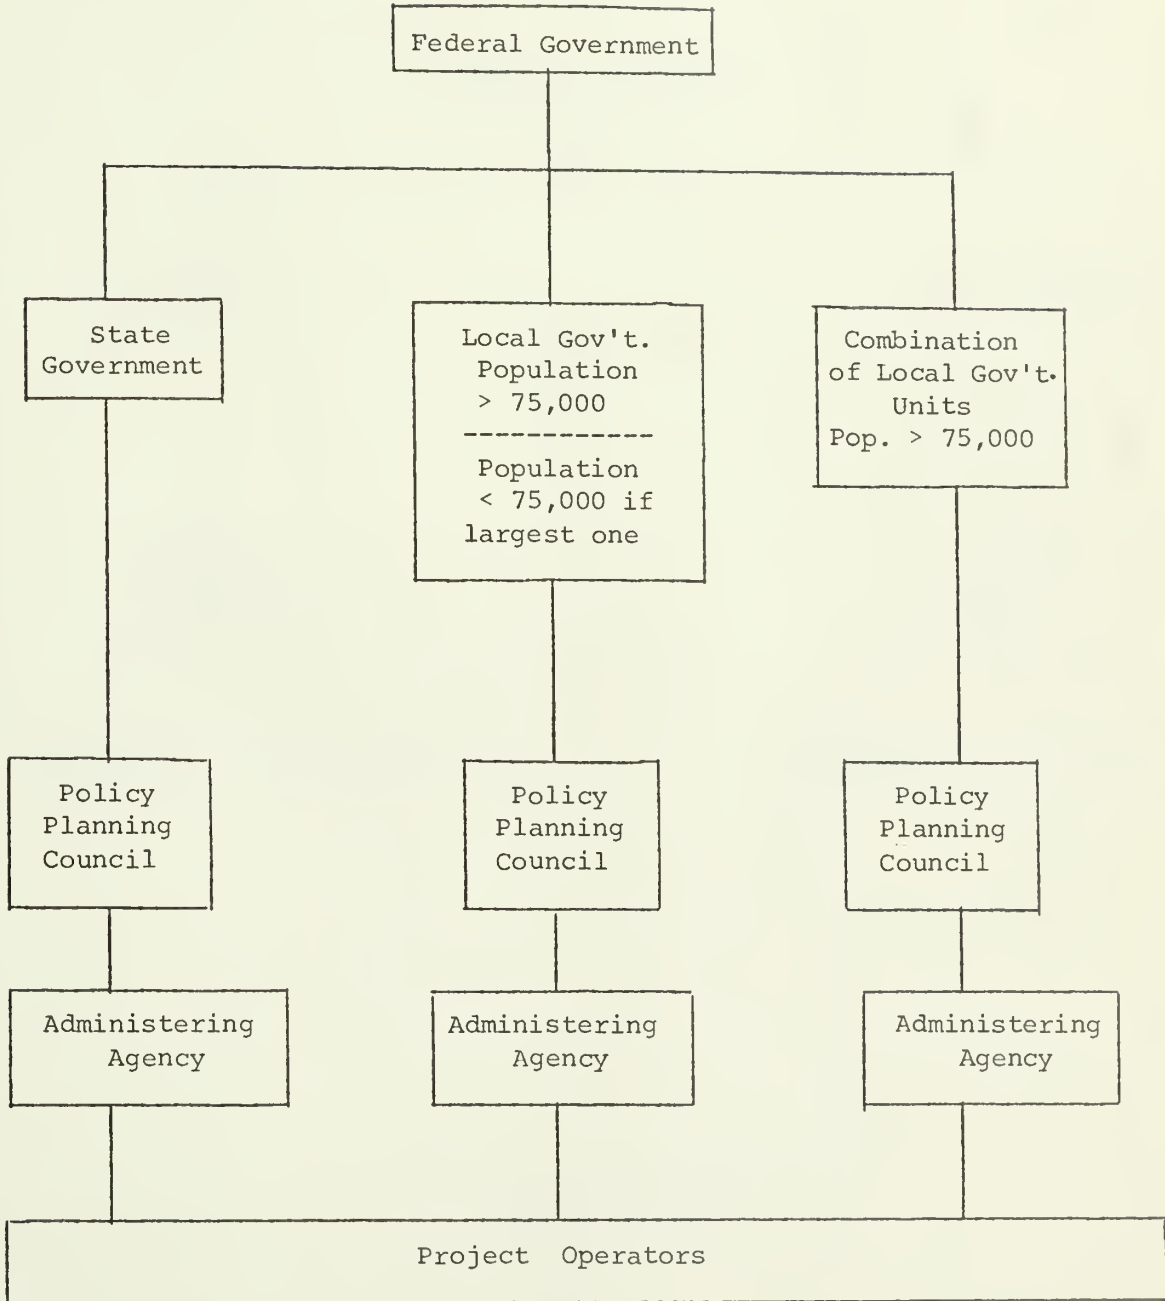 Federal Government
State
Government
Local Gov't.
Population
> 75,000
------------
Population
< 75,000 if
largest one
Combination
of Local Gov't.
Units
Pop. > 75,000
Policy
Planning
Council
Policy
Planning
Council
Policy
Planning
Council
Administering
Agency
Administering
Agency
Administering
Agency
Project Operators